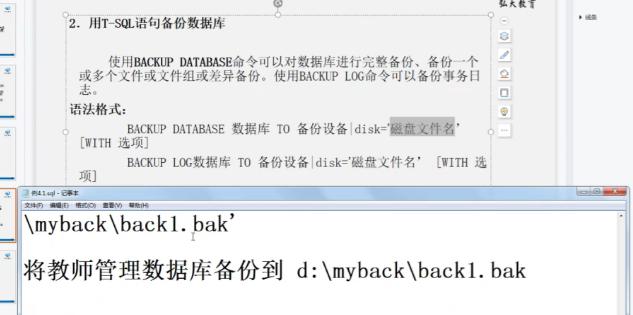 弘大教育
2. 用T-SQL语句备份数据库
使用BACKUP DATABASE命令可以对数据库进行完整备份、备份一个
或多个文件或文件组或差异备份。使用BACKUP LOG命令可以备份事务日
志。
语法格式：
BACKUP DATABASE 数据库 TO 备份设备|disk='磁盘文件名'
[WITH 选项]
BACKUP LOG数据库 TO 备份设备|disk='磁盘文件名' [WITH 选
项]
例4.1.sql - 记事本
文件(F) 编辑(E) 格式(O) 查看(V) 帮助(H)
\myback\back1.bak'
将教师管理数据库备份到 d:\myback\back1.bak